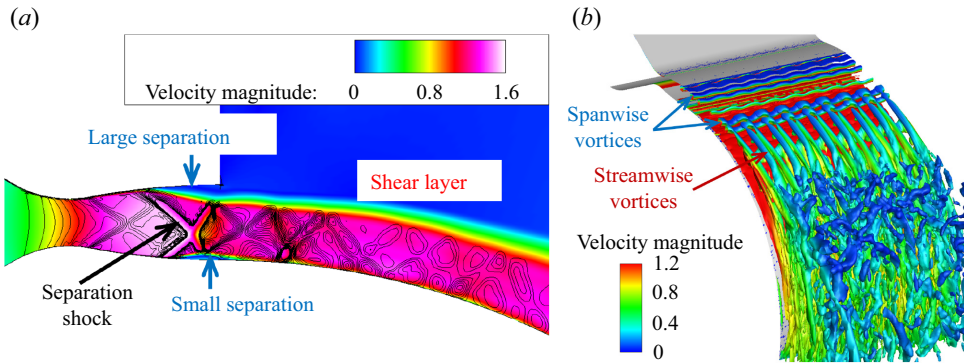 (a)
Velocity magnitude: 0 0.8 1.6
Large separation
Shear layer
Separation
shock
Small separation
(b)
Spanwise
vortices
Streamwise
vortices
Velocity magnitude
1.2
0.8
0.4
0